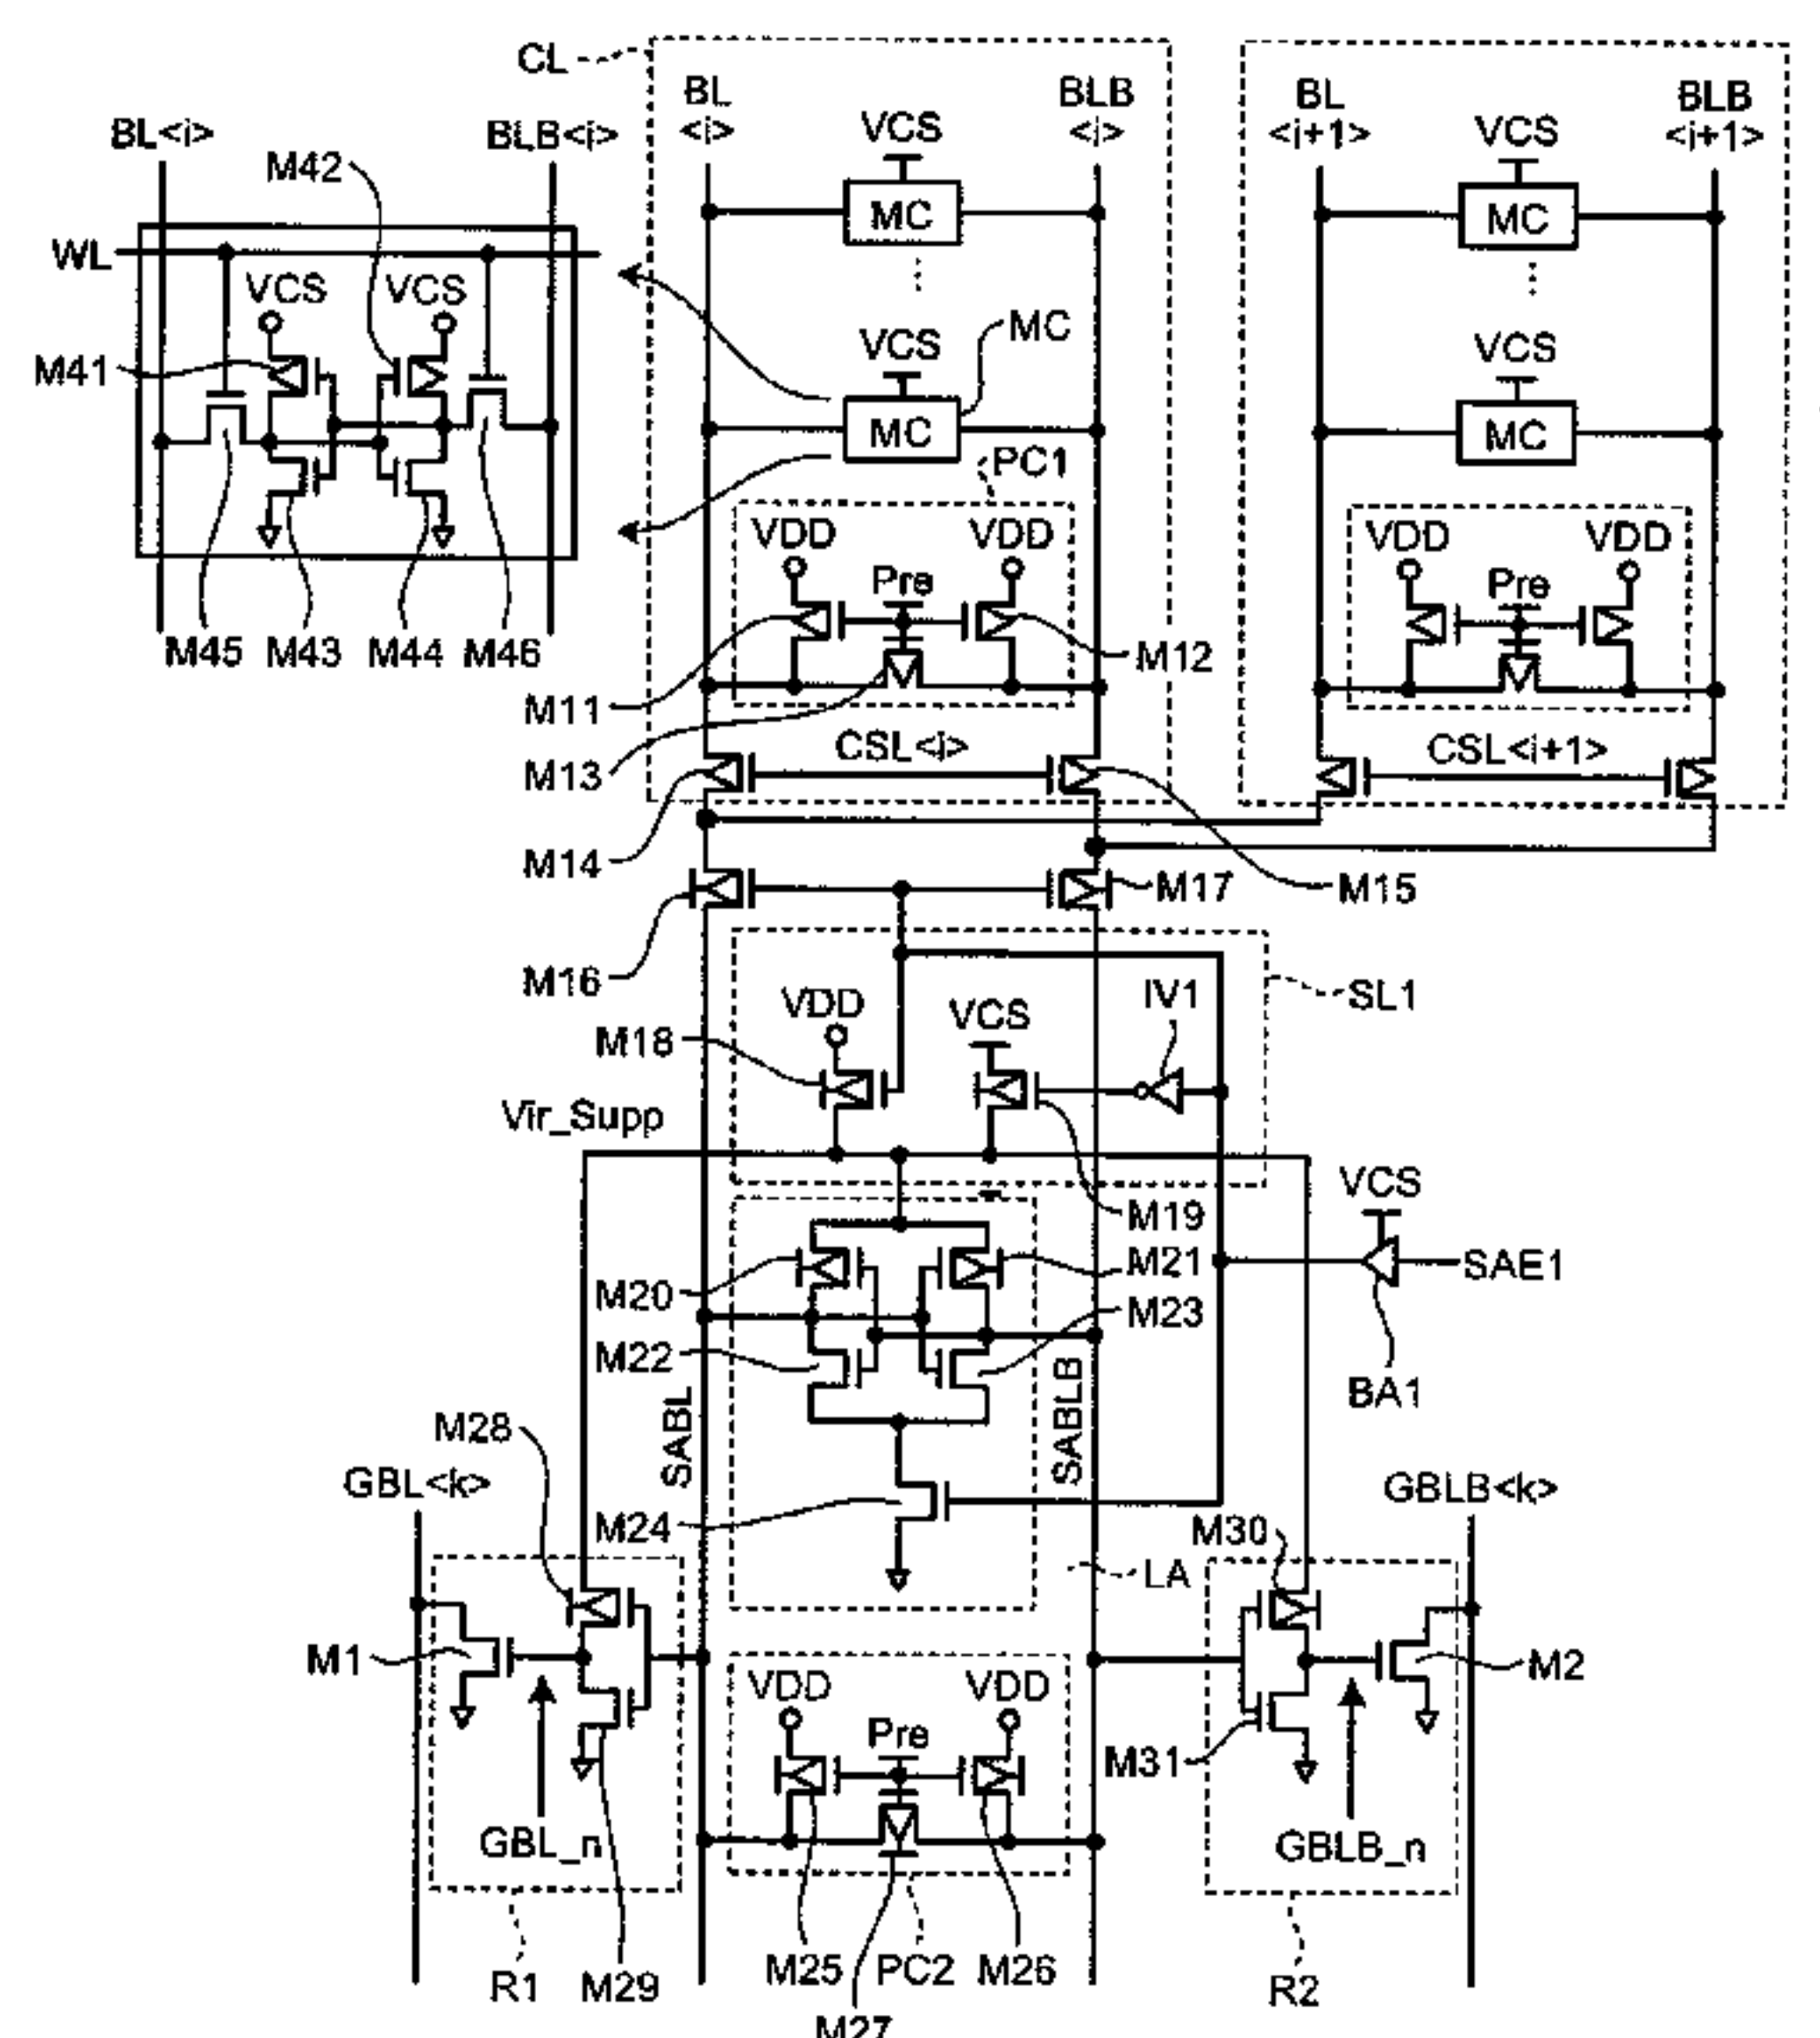 CL
BL
<i>
BLB
<i>
BL
<i+1>
BLB
<i+1>
BL<i>
BLB<i>
M42
VCS
MC
VCS
MC
WL
VCS
VCS
M41
VCS
MC
MC
VCS
MC
PC1
VDD
VDD
Pre
VDD
VDD
Pre
M45
M43
M44
M46
M12
M11
CSL<i>
CSL<i+1>
M13
M14
M17
M15
M16
SL1
VDD
VCS
IV1
M18
Vir_Supp
VCS
M19
M20
M21
SAE1
M22
M23
BA1
SABL
SABLB
M28
GBL<k>
GBLB<k>
M24
M30
LA
M1
M2
VDD
VDD
Pre
M31
GBL_n
GBLB_n
R1
M29
M25
PC2
M26
R2
M27